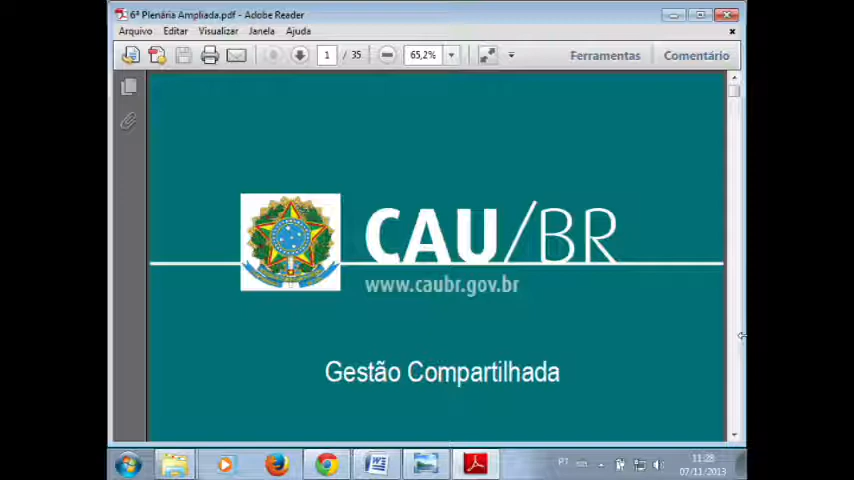 6ª Plenária Ampliada.pdf - Adobe Reader
Arquivo Editar Visualizar Janela Ajuda
1 / 35 65,2% Ferramentas Comentário
CAU/BR
www.caubr.gov.br
Gestão Compartilhada
PT 11:28
07/11/2013